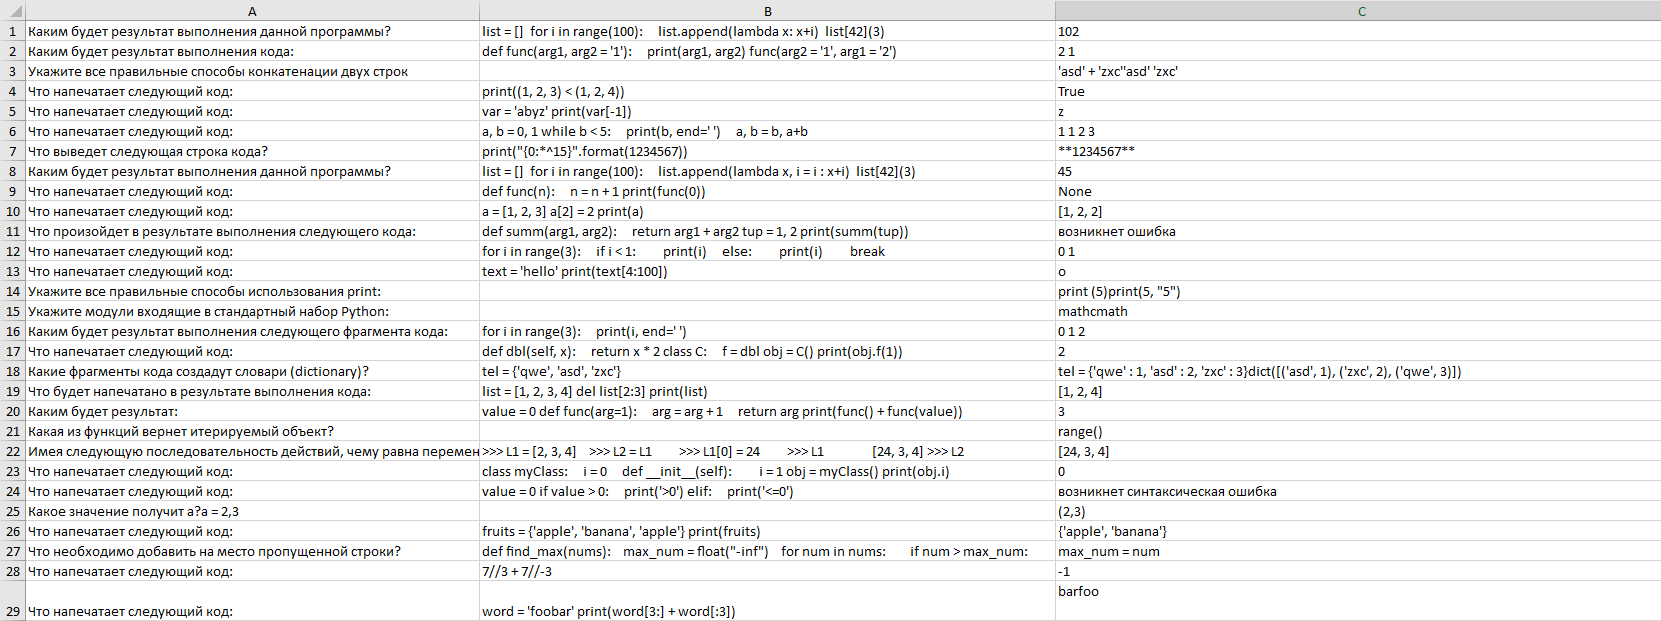 A B C
1 Каким будет результат выполнения данной программы? list = [] for i in range(100): list.append(lambda x: x+i) list[42](3) 102
2 Каким будет результат выполнения кода: def func(arg1, arg2 = '1'): print(arg1, arg2) func(arg2 = '1', arg1 = '2') 2 1
3 Укажите все правильные способы конкатенации двух строк 'asd' + 'zxc''asd' 'zxc'
4 Что напечатает следующий код: print((1, 2, 3) < (1, 2, 4)) True
5 Что напечатает следующий код: var = 'abyz' print(var[-1]) z
6 Что напечатает следующий код: a, b = 0, 1 while b < 5: print(b, end=' ') a, b = b, a+b 1 1 2 3
7 Что выведет следующая строка кода? print("{0:*^15}".format(1234567)) **1234567**
8 Каким будет результат выполнения данной программы? list = [] for i in range(100): list.append(lambda x, i = i : x+i) list[42](3) 45
9 Что напечатает следующий код: def func(n): n = n + 1 print(func(0)) None
10 Что напечатает следующий код: a = [1, 2, 3] a[2] = 2 print(a) [1, 2, 2]
11 Что произойдет в результате выполнения следующего кода: def summ(arg1, arg2): return arg1 + arg2 tup = 1, 2 print(summ(tup)) возникнет ошибка
12 Что напечатает следующий код: for i in range(3): if i < 1: print(i) else: print(i) break 0 1
13 Что напечатает следующий код: text = 'hello' print(text[4:100]) o
14 Укажите все правильные способы использования print: print (5)print(5, "5")
15 Укажите модули входящие в стандартный набор Python: mathcmath
16 Каким будет результат выполнения следующего фрагмента кода: for i in range(3): print(i, end=' ') 0 1 2
17 Что напечатает следующий код: def dbl(self, x): return x * 2 class C: f = dbl obj = C() print(obj.f(1)) 2
18 Какие фрагменты кода создадут словари (dictionary)? tel = {'qwe', 'asd', 'zxc'} tel = {'qwe' : 1, 'asd' : 2, 'zxc' : 3}dict([('asd', 1), ('zxc', 2), ('qwe', 3)])
19 Что будет напечатано в результате выполнения кода: list = [1, 2, 3, 4] del list[2:3] print(list) [1, 2, 4]
20 Каким будет результат: value = 0 def func(arg=1): arg = arg + 1 return arg print(func() + func(value)) 3
21 Какая из функций вернет итерируемый объект? range()
22 Имея следующую последовательность действий, чему равна перемен >>> L1 = [2, 3, 4] >>> L2 = L1 >>> L1[0] = 24 >>> L1 [24, 3, 4] >>> L2 [24, 3, 4]
23 Что напечатает следующий код: class myClass: i = 0 def __init__(self): i = 1 obj = myClass() print(obj.i) 0
24 Что напечатает следующий код: value = 0 if value > 0: print('>0') elif: print('<=0') возникнет синтаксическая ошибка
25 Какое значение получит a?a = 2,3 (2,3)
26 Что напечатает следующий код: fruits = {'apple', 'banana', 'apple'} print(fruits) {'apple', 'banana'}
27 Что необходимо добавить на место пропущенной строки? def find_max(nums): max_num = float("-inf") for num in nums: if num > max_num: max_num = num
28 Что напечатает следующий код: 7//3 + 7//-3 -1
29 Что напечатает следующий код: word = 'foobar' print(word[3:] + word[:3]) barfoo